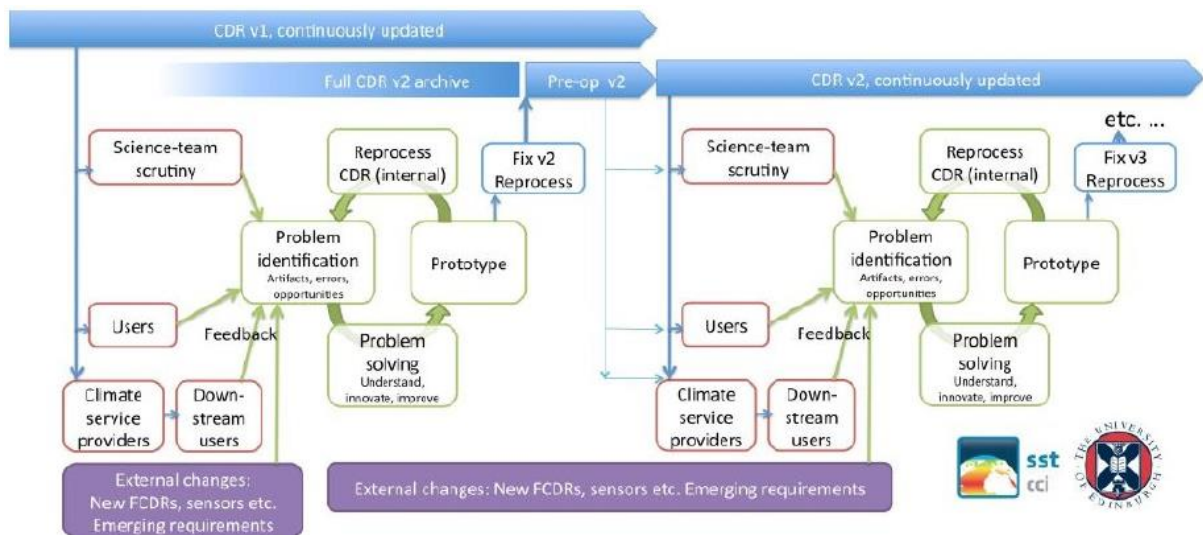 CDR v1, continuously updated
Full CDR v2 archive
Pre-op v2
CDR v2, continuously updated
Science-team
scrutiny
Reprocess
CDR (internal)
Fix v2
Reprocess
Problem
identification
Artifacts, errors,
opportunities
Prototype
Users
Feedback
Problem
solving
Understand,
innovate, improve
Climate
service
providers
Down-
stream
users
External changes:
New FCDRs, sensors etc.
Emerging requirements
Science-team
scrutiny
Reprocess
CDR (internal)
etc. ...
Fix v3
Reprocess
Problem
identification
Artifacts, errors,
opportunities
Prototype
Users
Feedback
Problem
solving
Understand,
innovate, improve
Climate
service
providers
Down-
stream
users
External changes: New FCDRs, sensors etc. Emerging requirements
sst
cci
THE UNIVERSITY
OF EDINBURGH